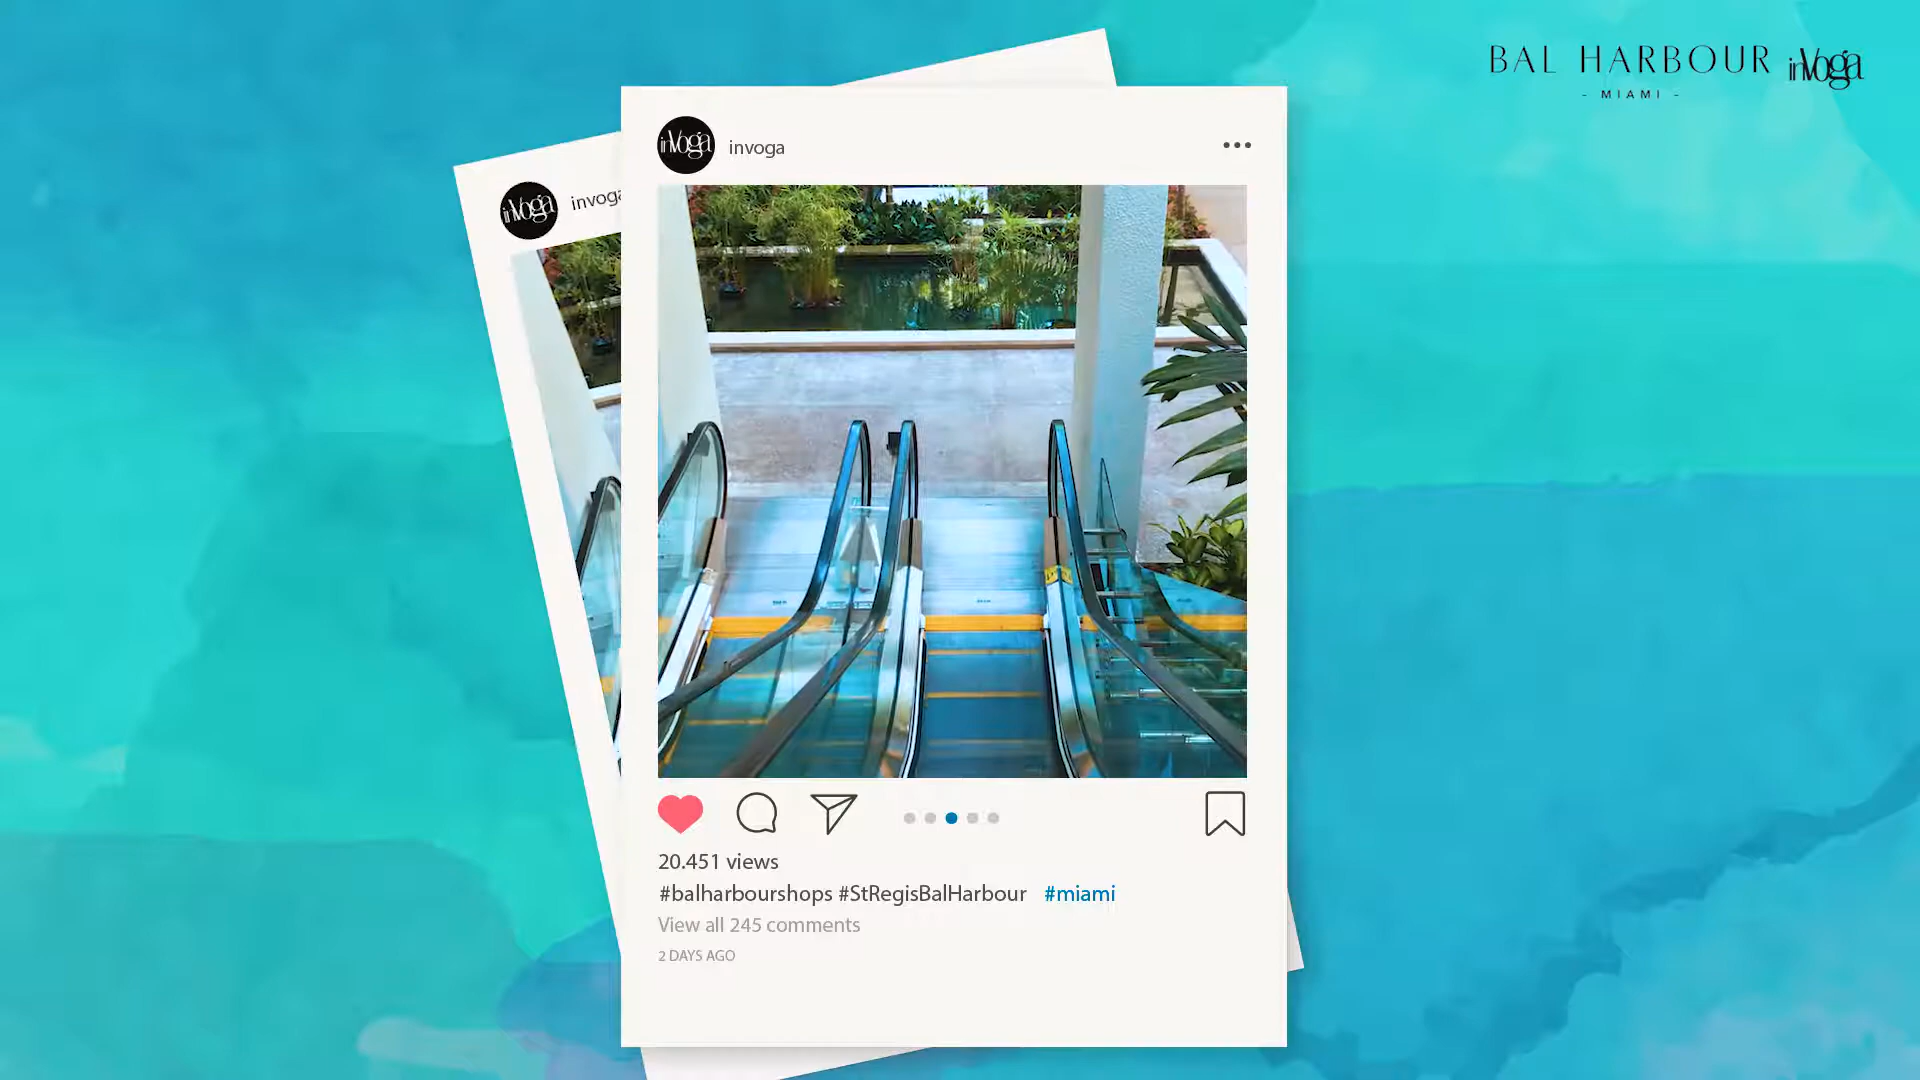 BAL HARBOUR inVoga
- MIAMI -
inVoga invoga
inVoga invoga
20.451 views
#balharbourshops #StRegisBalHarbour #miami
View all 245 comments
2 DAYS AGO